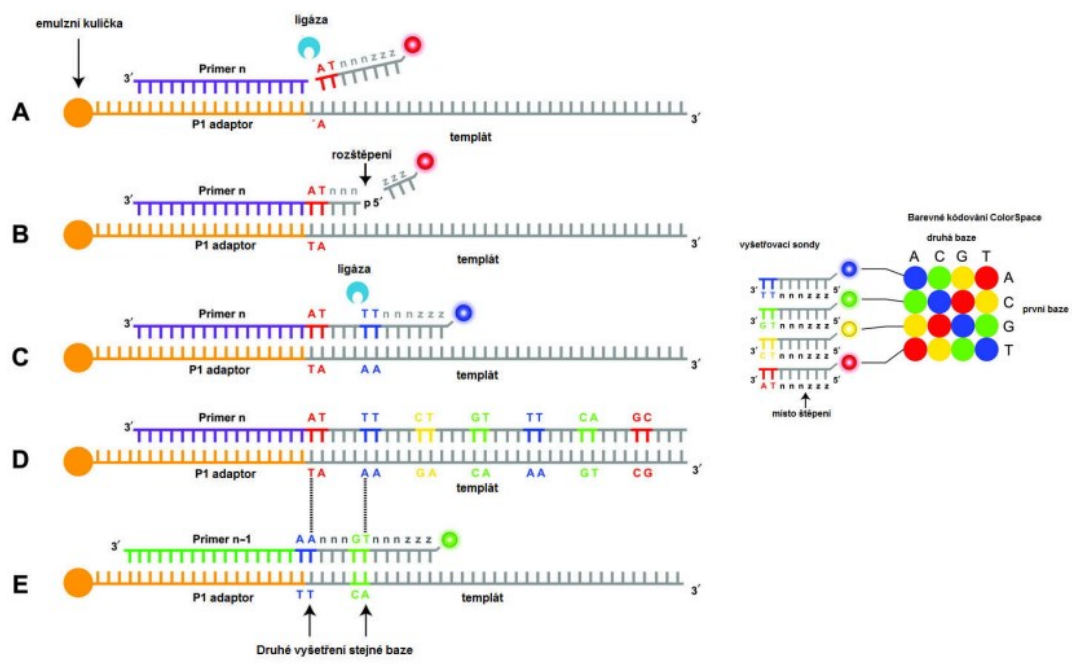 emulzní kulička
ligáza
A T n n n z z z
Primer n
3′
A
P1 adaptor
` A
templát
3′
rozštěpení
z z z
Primer n
A T n n n
3′
p 5′
B
P1 adaptor
T A
templát
3′
ligáza
Primer n
A T
T T n n n z z z
3′
C
P1 adaptor
T A
A A
templát
3′
Primer n
A T T T C T G T T T C A G C
3′
D
P1 adaptor
T A A A G A C A A A G T C G
templát
3′
Primer n–1
A A n n n G T n n n z z z
3′
E
P1 adaptor
T T
C A
templát
3′
Druhé vyšetření stejné baze
Barevné kódování ColorSpace
vyšetřovací sondy
druhá baze
A C G T
3′ T T n n n z z z 5′
A
3′ G T n n n z z z 5′
C
první baze
3′ C T n n n z z z 5′
G
3′ A T n n n z z z 5′
T
místo štěpení